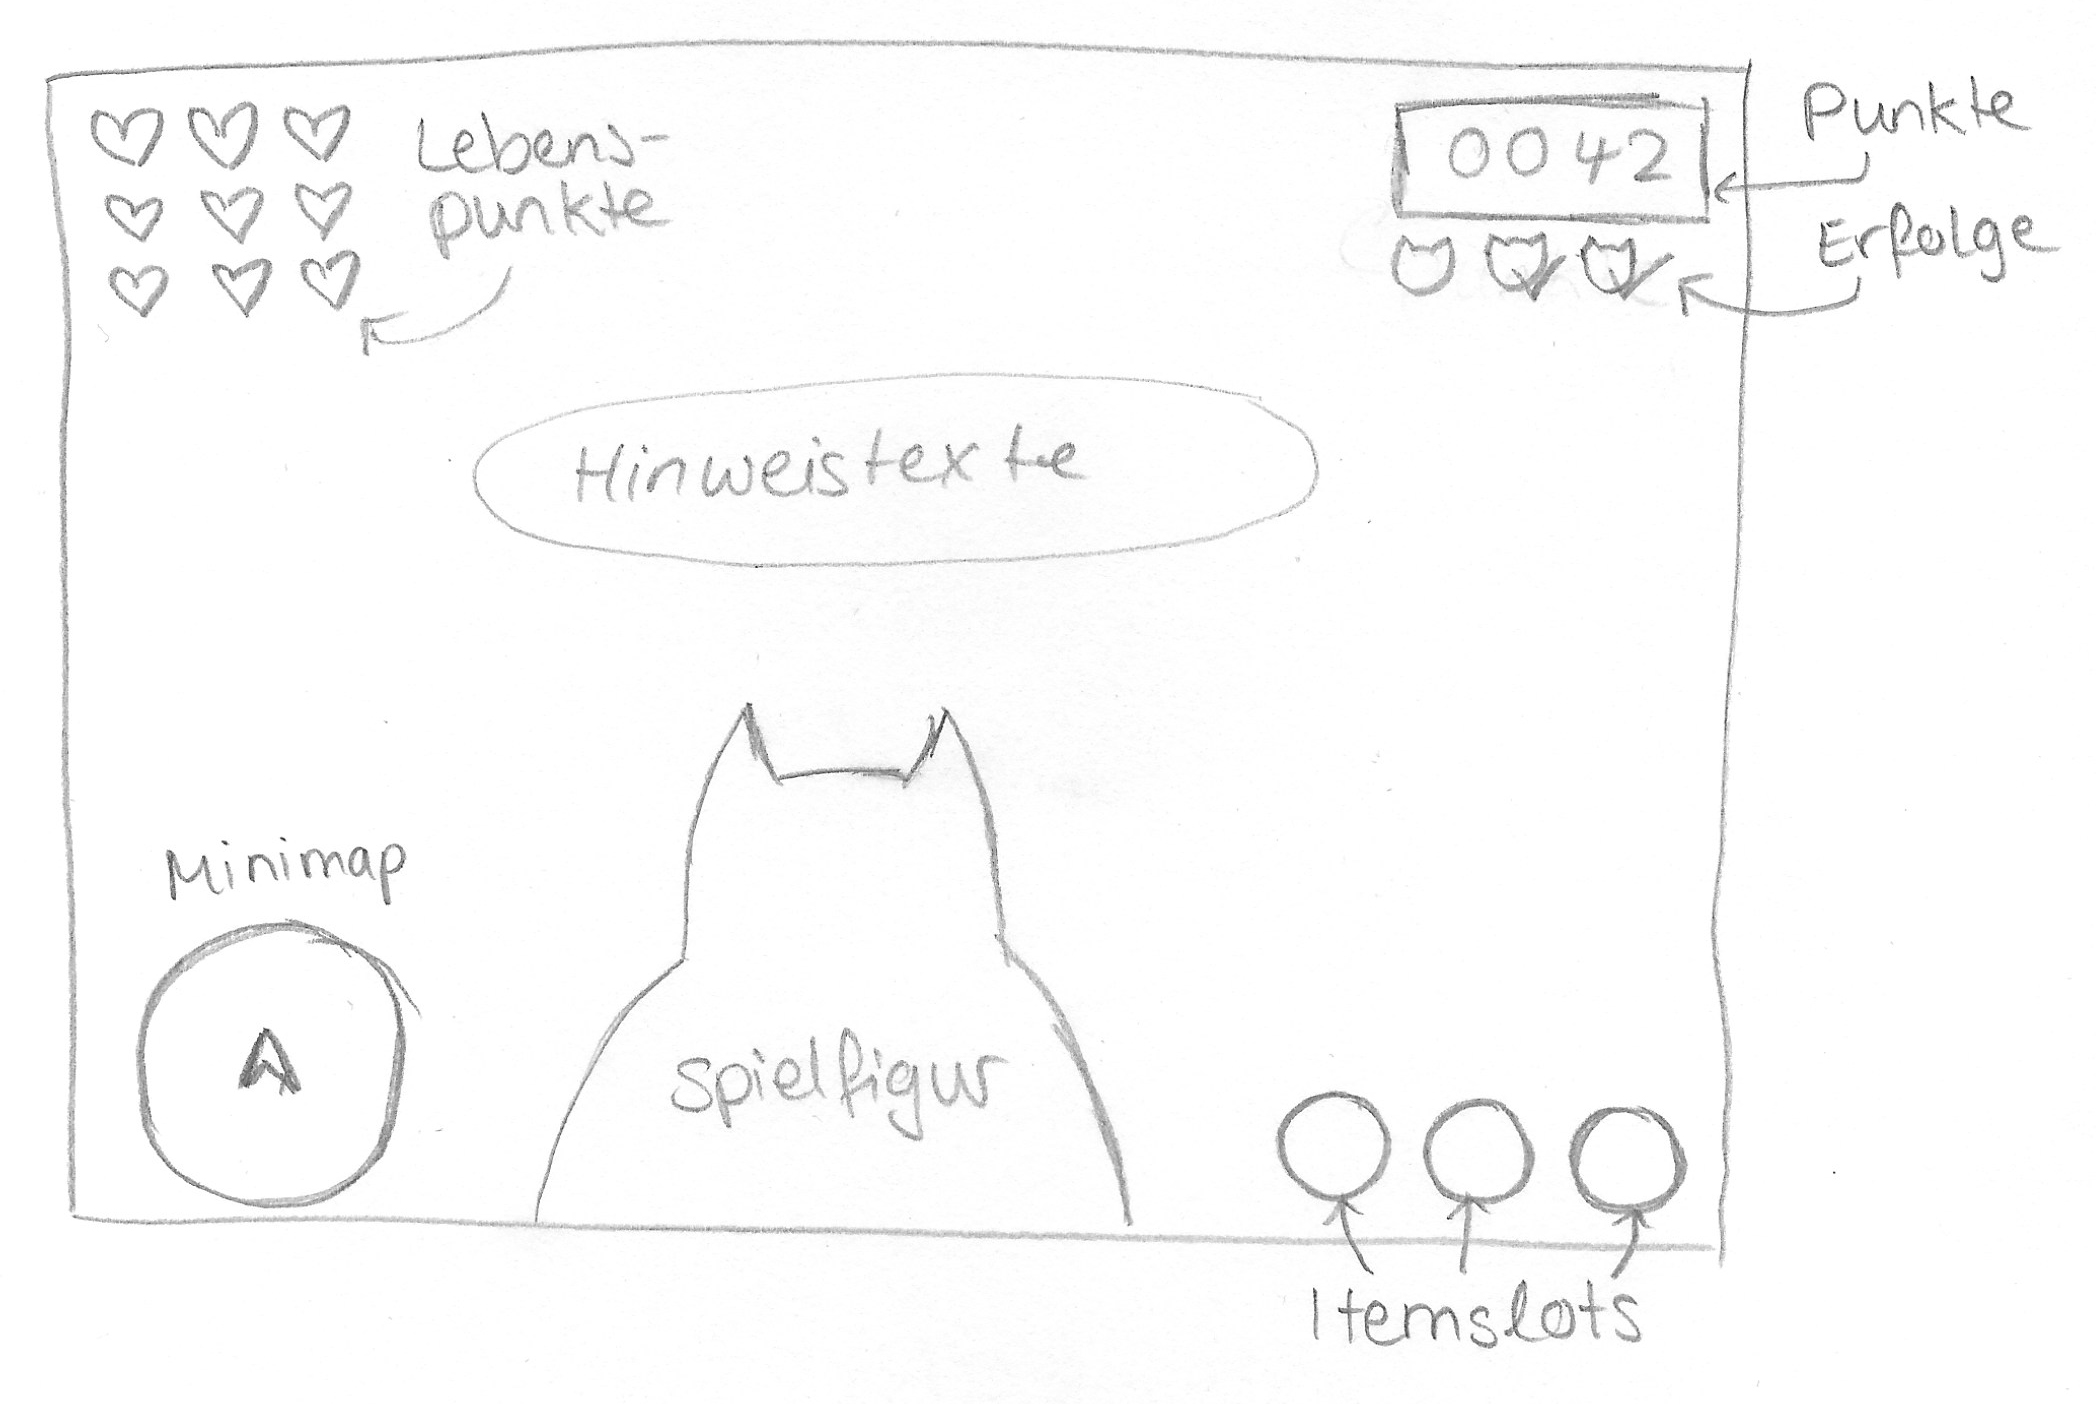 Lebens-
punkte
0042
Punkte
Erfolge
Hinweistexte
Minimap
Spielfigur
Itemslots